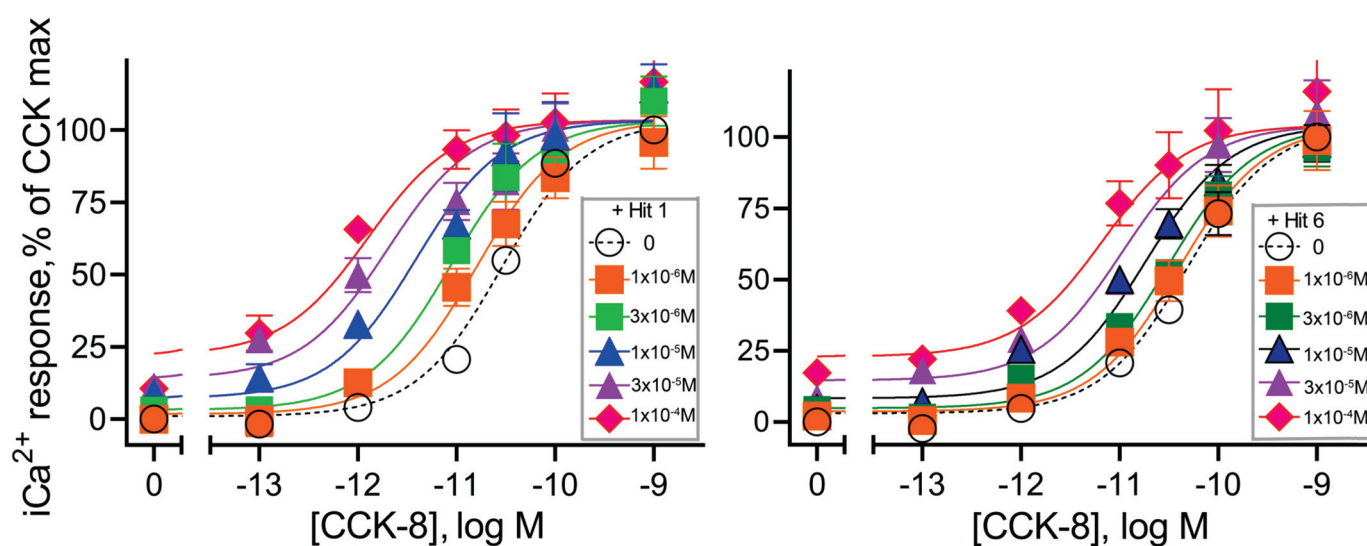 iCa²⁺ response, % of CCK max
100
75
50
25
0
0 -13 -12 -11 -10 -9
[CCK-8], log M
+ Hit 1
0
1x10⁻⁶M
3x10⁻⁶M
1x10⁻⁵M
3x10⁻⁵M
1x10⁻⁴M
100
75
50
25
0
0 -13 -12 -11 -10 -9
[CCK-8], log M
+ Hit 6
0
1x10⁻⁶M
3x10⁻⁶M
1x10⁻⁵M
3x10⁻⁵M
1x10⁻⁴M